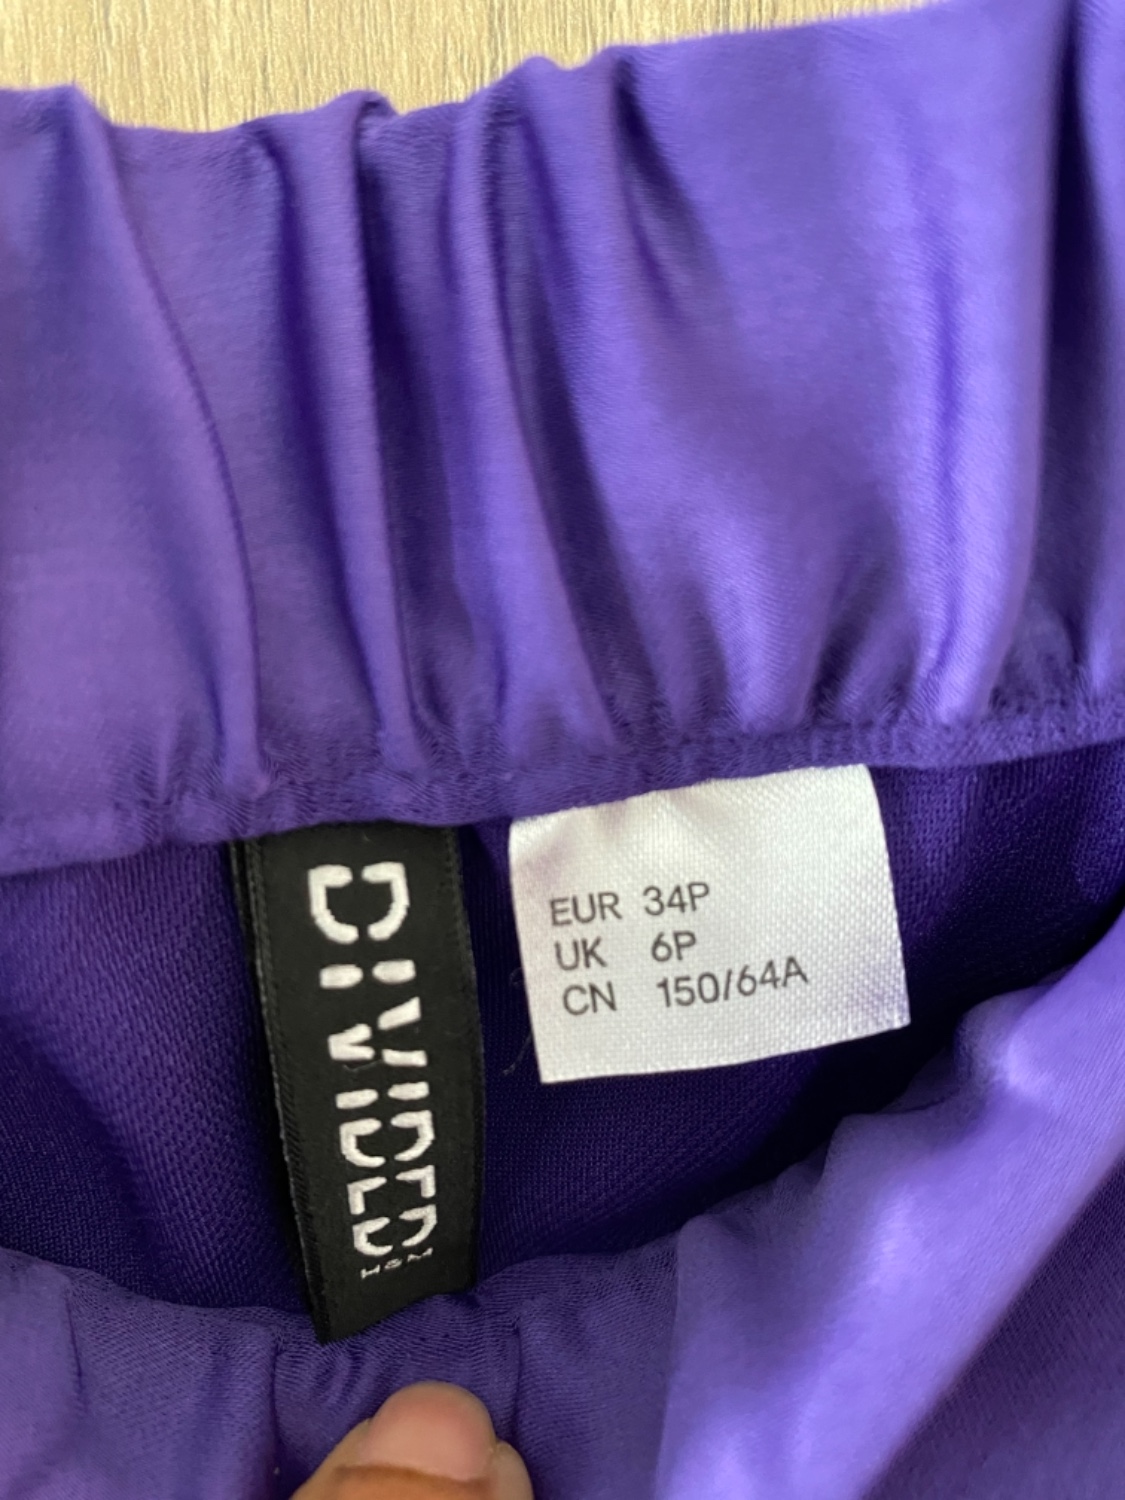 DIVIDED
H&M
EUR 34P
UK 6P
CN 150/64A